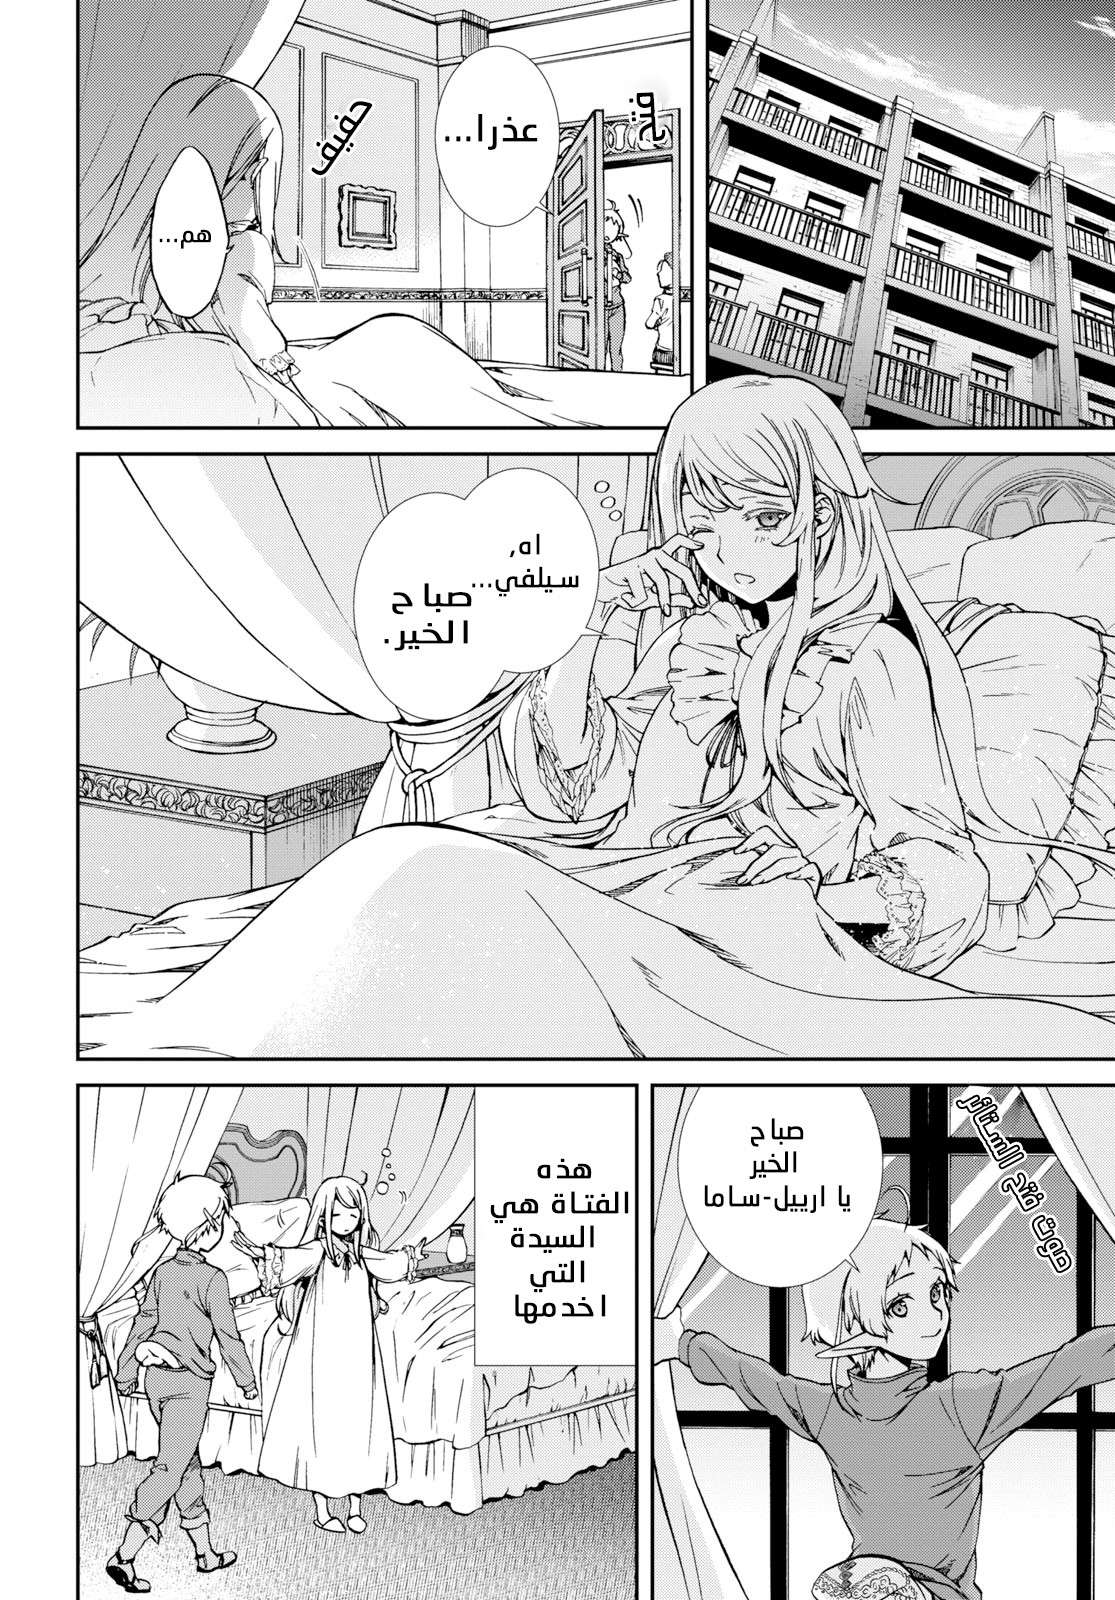 فتح
عذرا...
حفيف
هم...
اه,
سيلفي...
صباح
الخير.
صوت فتح الستائر
صباح
الخير
يا ارييل-ساما
هذه
الفتاة هي
السيدة
التي
اخدمها